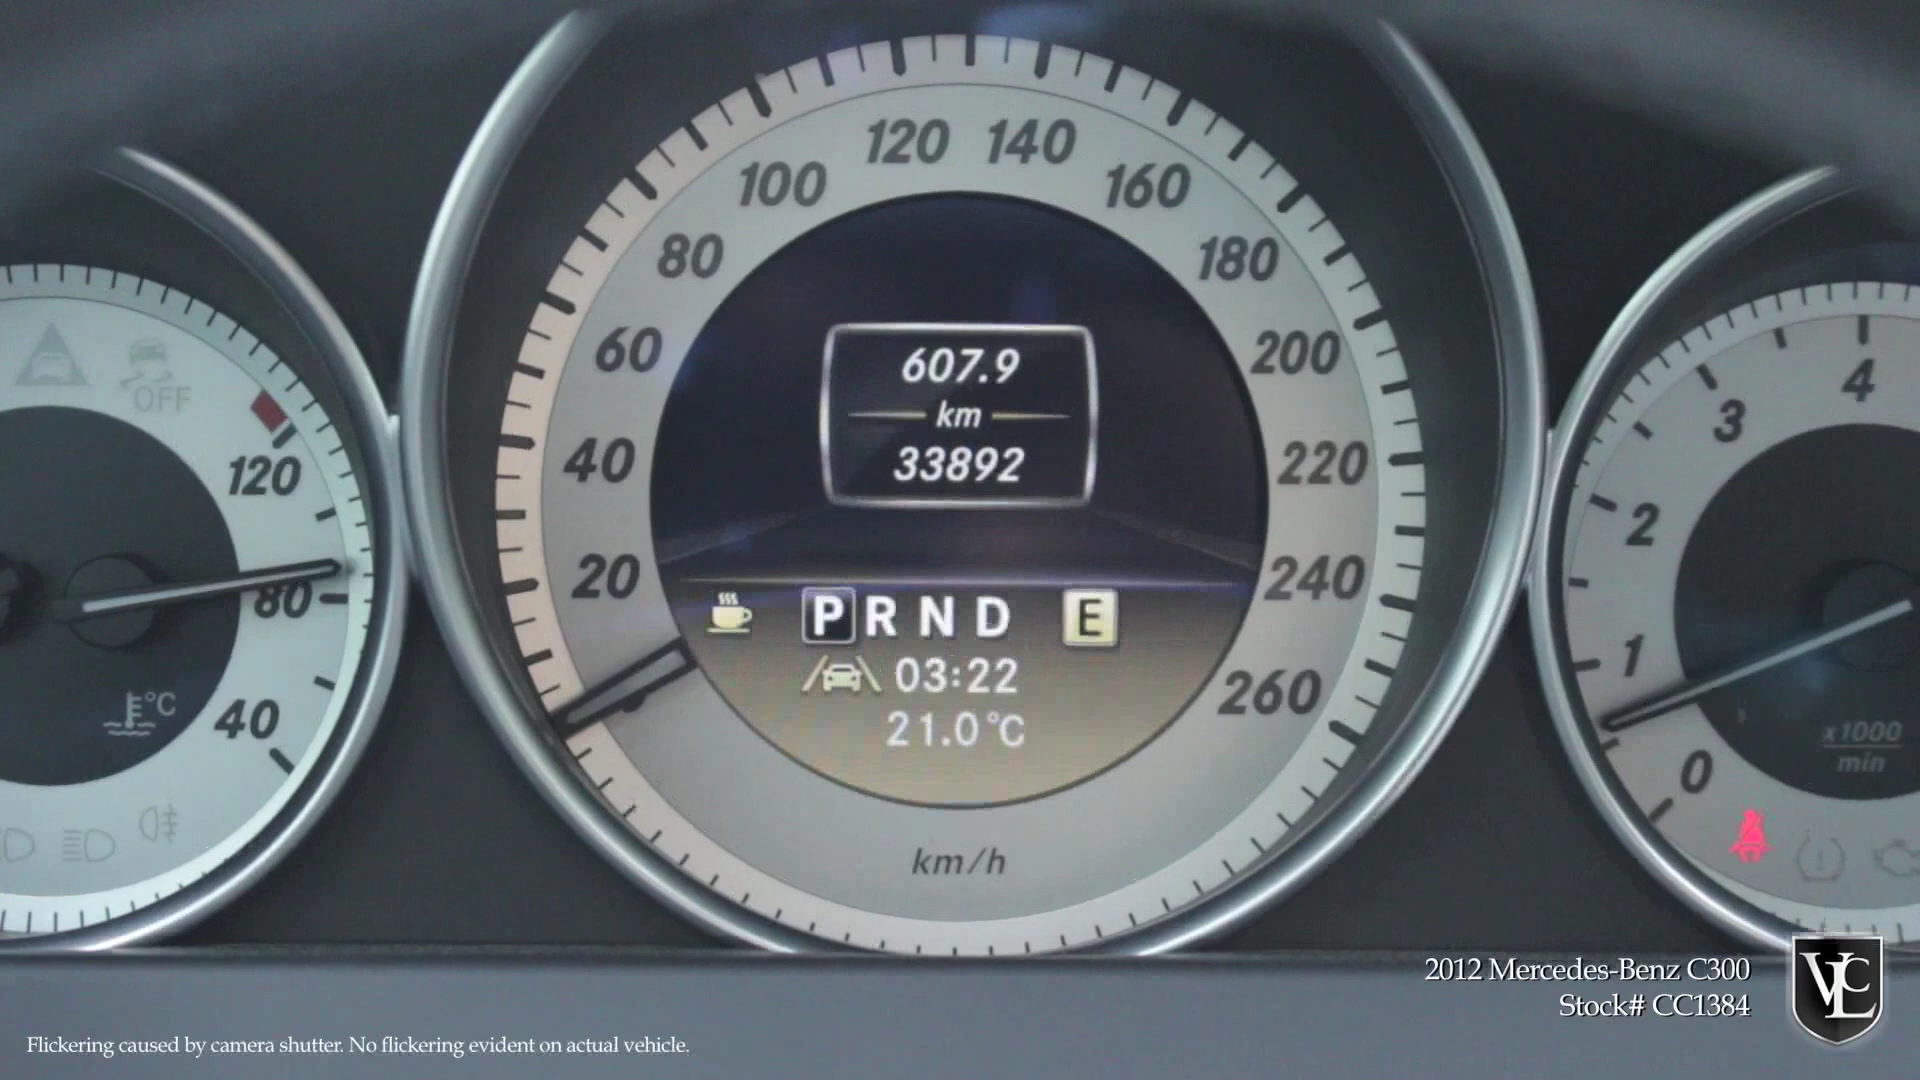 100 120 140 160
80 180
60 200
40 220
20 240
260
km/h
607.9
km
33892
P R N D E
03:22
21.0°C
OFF
120
80
40
°C
4
3
2
1
0
x1000
min
2012 Mercedes-Benz C300
Stock# CC1384
VLC
Flickering caused by camera shutter. No flickering evident on actual vehicle.